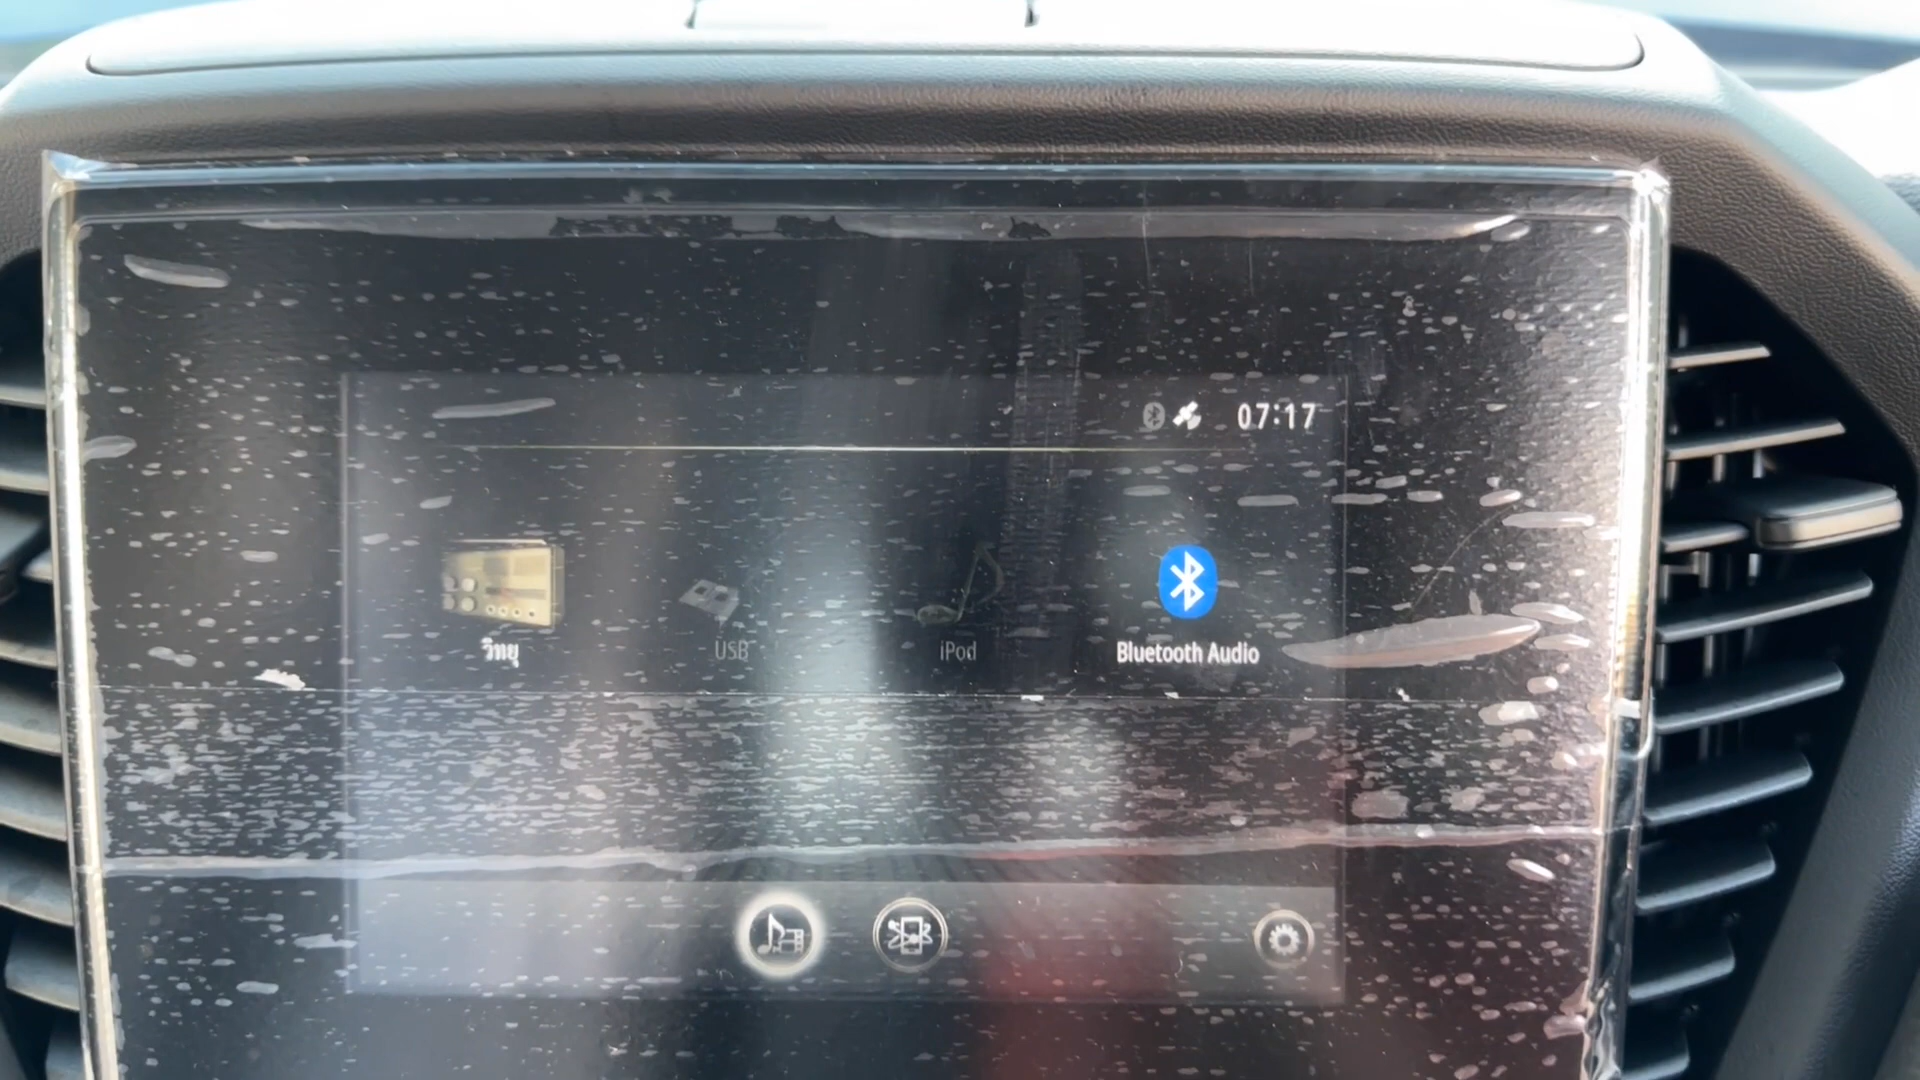 07:17
วิทยุ
USB
iPod
Bluetooth Audio